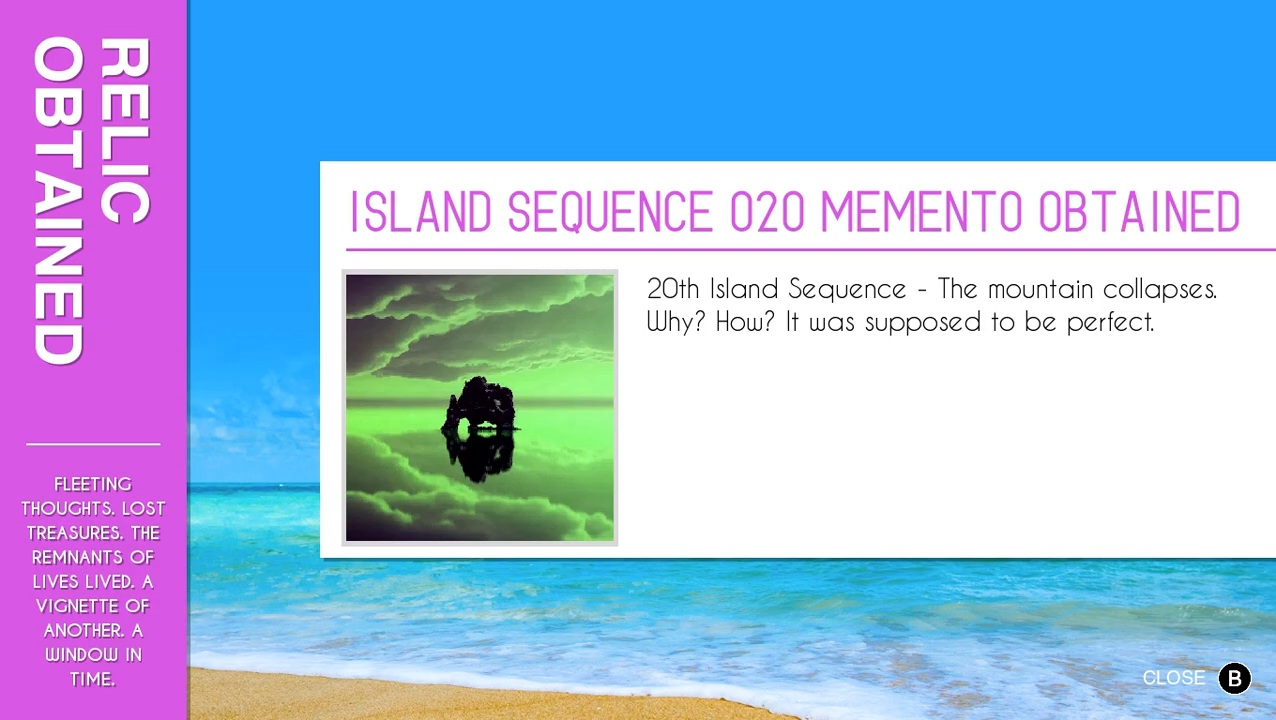 RELIC
OBTAINED
FLEETING
THOUGHTS. LOST
TREASURES. THE
REMNANTS OF
LIVES LIVED. A
VIGNETTE OF
ANOTHER. A
WINDOW IN
TIME.
ISLAND SEQUENCE 020 MEMENTO OBTAINED
20th Island Sequence - The mountain collapses.
Why? How? It was supposed to be perfect.
CLOSE B